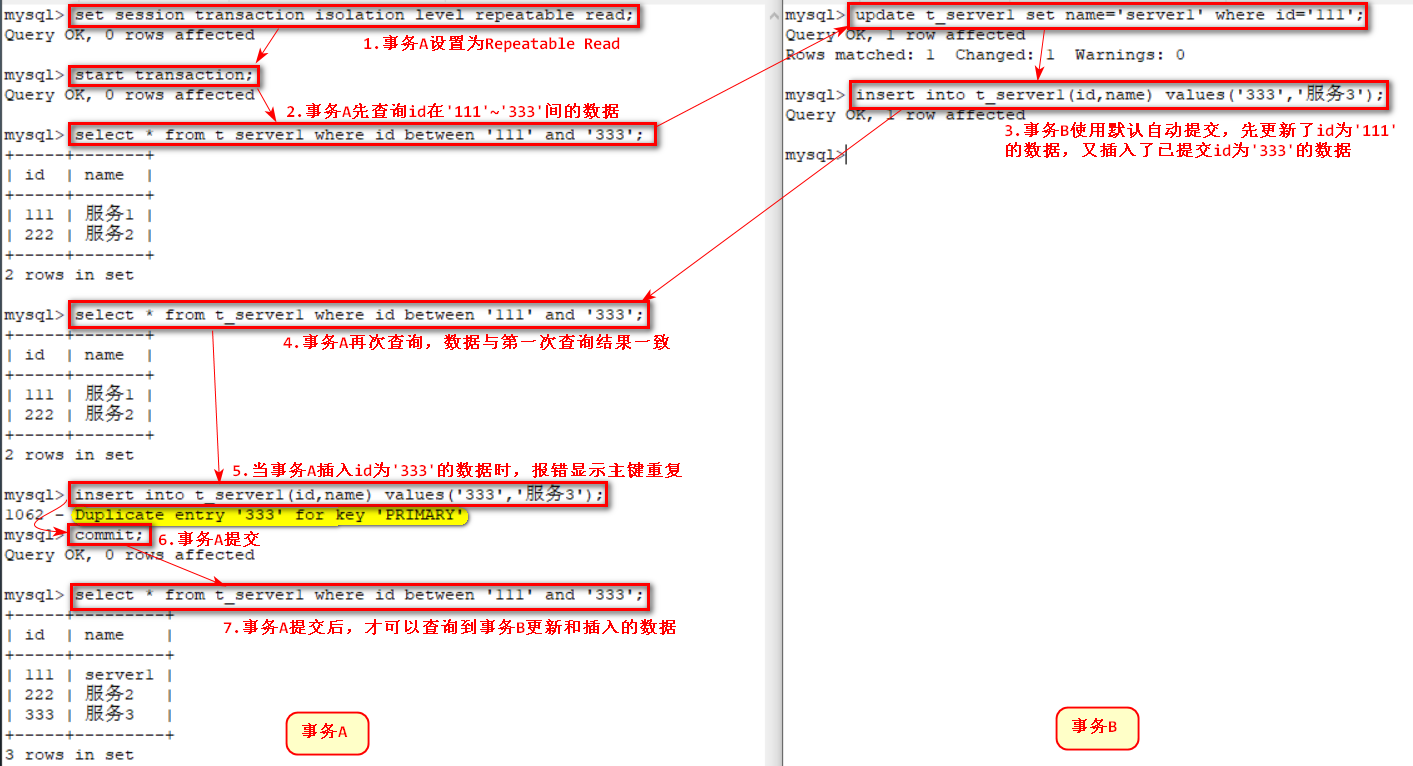 mysql> set session transaction isolation level repeatable read;
Query OK, 0 rows affected
1.事务A设置为Repeatable Read
mysql> start transaction;
Query OK, 0 rows affected
2.事务A先查询id在'111'~'333'间的数据
mysql> select * from t_server1 where id between '111' and '333';
+-----+-------+
| id  | name  |
+-----+-------+
| 111 | 服务1 |
| 222 | 服务2 |
+-----+-------+
2 rows in set
mysql> select * from t_server1 where id between '111' and '333';
+-----+-------+
4.事务A再次查询，数据与第一次查询结果一致
| id  | name  |
+-----+-------+
| 111 | 服务1 |
| 222 | 服务2 |
+-----+-------+
2 rows in set
5.当事务A插入id为'333'的数据时，报错显示主键重复
mysql> insert into t_server1(id,name) values('333','服务3');
1062 - Duplicate entry '333' for key 'PRIMARY'
mysql> commit;
6.事务A提交
Query OK, 0 rows affected
mysql> select * from t_server1 where id between '111' and '333';
+-----+---------+
7.事务A提交后，才可以查询到事务B更新和插入的数据
| id  | name    |
+-----+---------+
| 111 | server1 |
| 222 | 服务2   |
| 333 | 服务3   |
+-----+---------+
3 rows in set
事务A
mysql> update t_server1 set name='server1' where id='111';
Query OK, 1 row affected
Rows matched: 1  Changed: 1  Warnings: 0
mysql> insert into t_server1(id,name) values('333','服务3');
Query OK, 1 row affected
3.事务B使用默认自动提交，先更新了id为'111'
的数据，又插入了已提交id为'333'的数据
mysql>
事务B